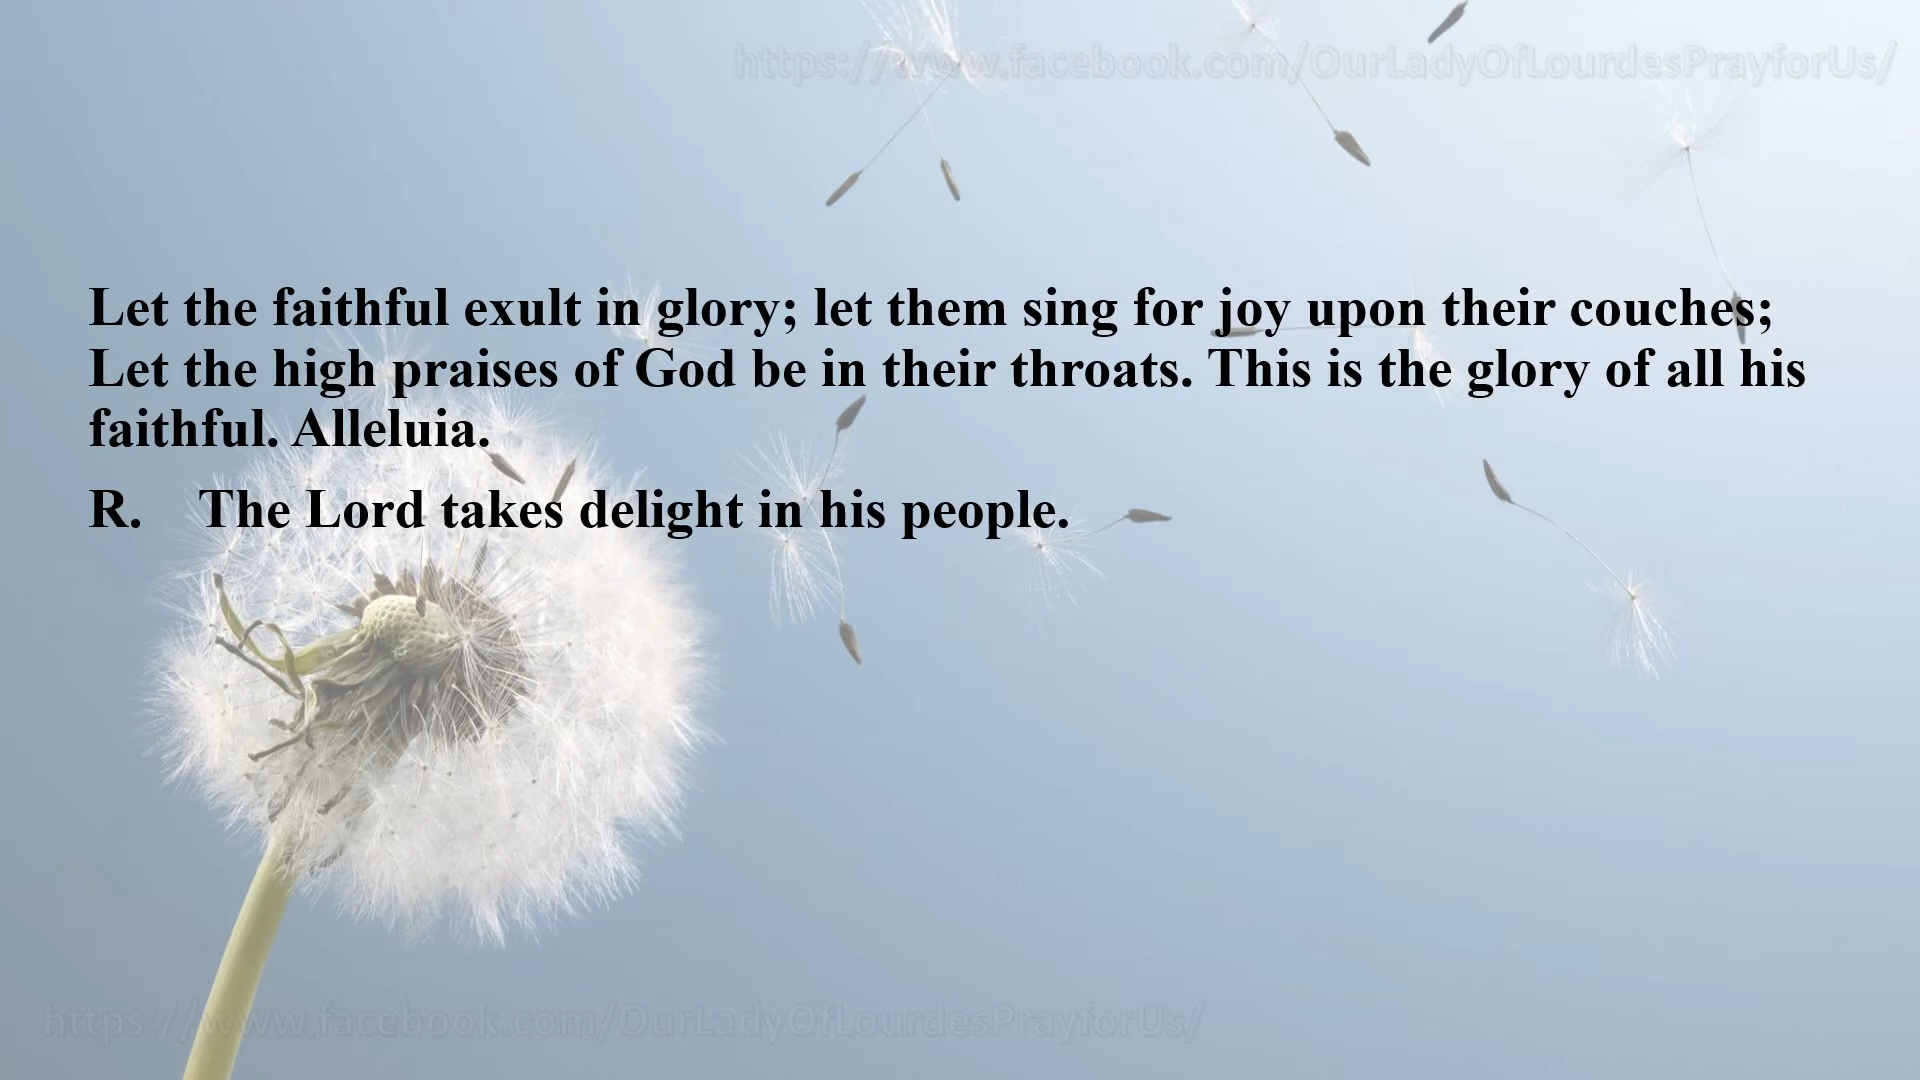 https://www.facebook.com/OurLadyOfLourdesPrayforUs/
Let the faithful exult in glory; let them sing for joy upon their couches;
Let the high praises of God be in their throats. This is the glory of all his
faithful. Alleluia.
R. The Lord takes delight in his people.
https://www.facebook.com/OurLadyOfLourdesPrayforUs/